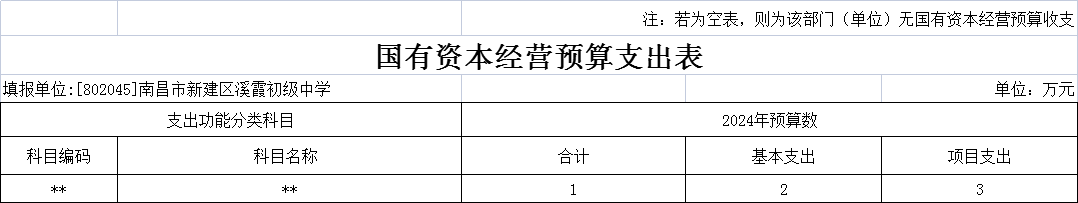 注：若为空表，则为该部门（单位）无国有资本经营预算收支
国有资本经营预算支出表
填报单位:[802045]南昌市新建区溪霞初级中学 单位：万元
支出功能分类科目 2024年预算数
科目编码 科目名称 合计 基本支出 项目支出
** ** 1 2 3